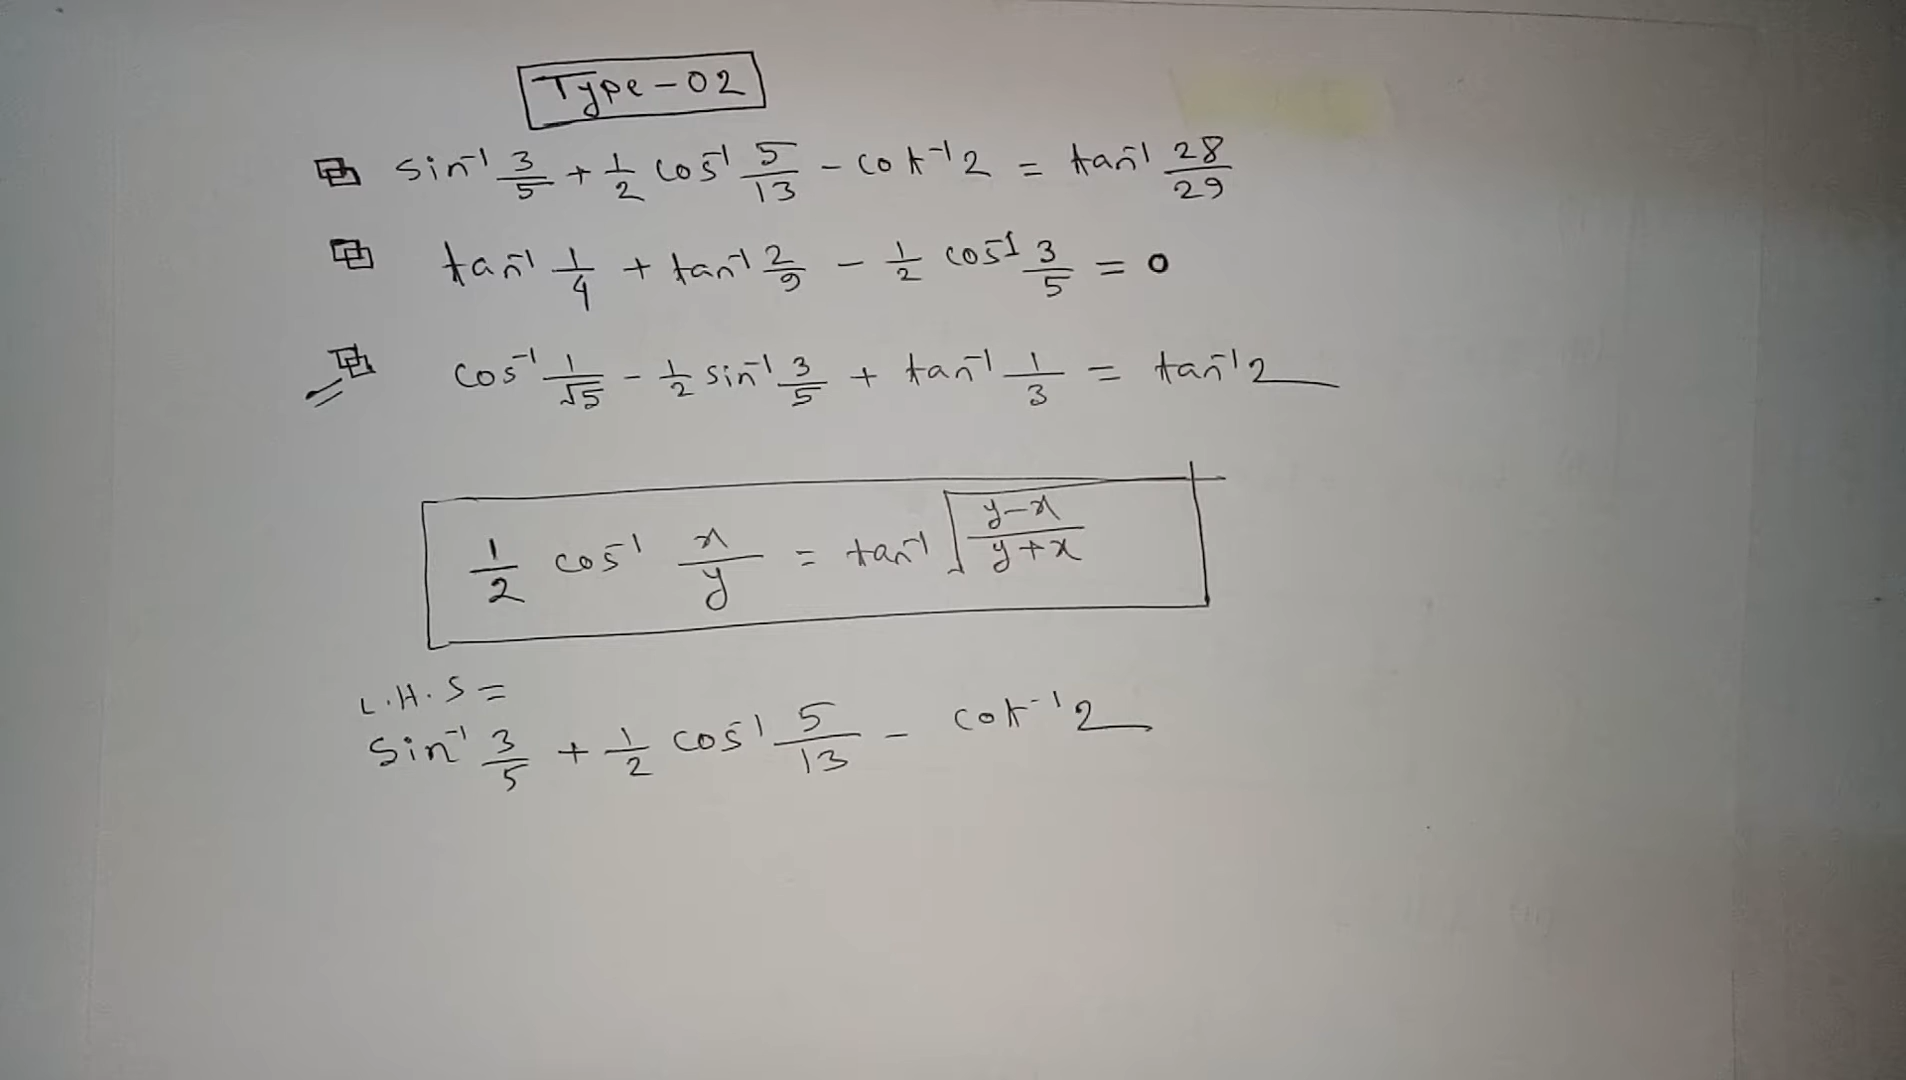 Type-02
sin⁻¹ 3/5 + 1/2 cos⁻¹ 5/13 - cot⁻¹ 2 = tan⁻¹ 28/29
tan⁻¹ 1/4 + tan⁻¹ 2/9 - 1/2 cos⁻¹ 3/5 = 0
cos⁻¹ 1/√5 - 1/2 sin⁻¹ 3/5 + tan⁻¹ 1/3 = tan⁻¹ 2
1/2 cos⁻¹ x/y = tan⁻¹ √((y-x)/(y+x))
L.H.S =
sin⁻¹ 3/5 + 1/2 cos⁻¹ 5/13 - cot⁻¹ 2